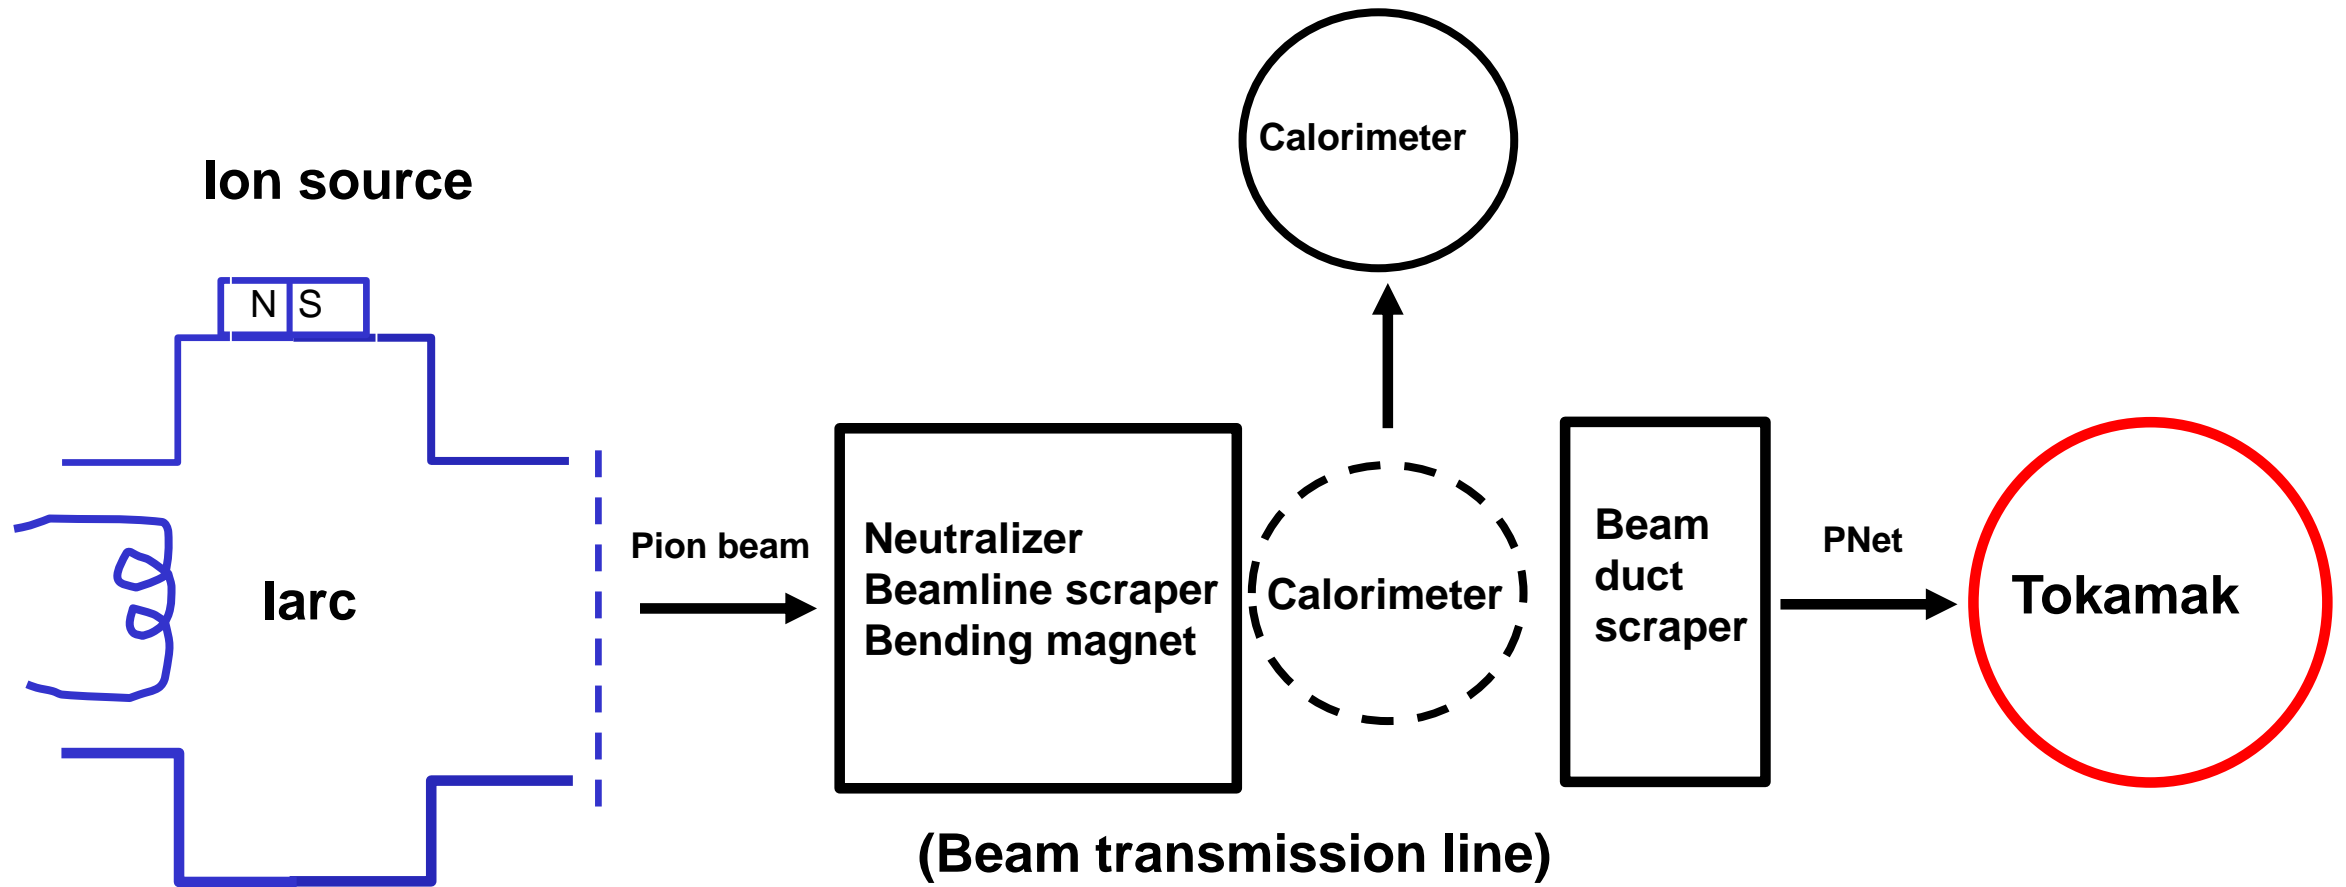 Calorimeter
Ion source
N S
Iarc
Pion beam
Neutralizer
Beamline scraper
Bending magnet
Calorimeter
Beam
duct
scraper
PNet
Tokamak
(Beam transmission line)